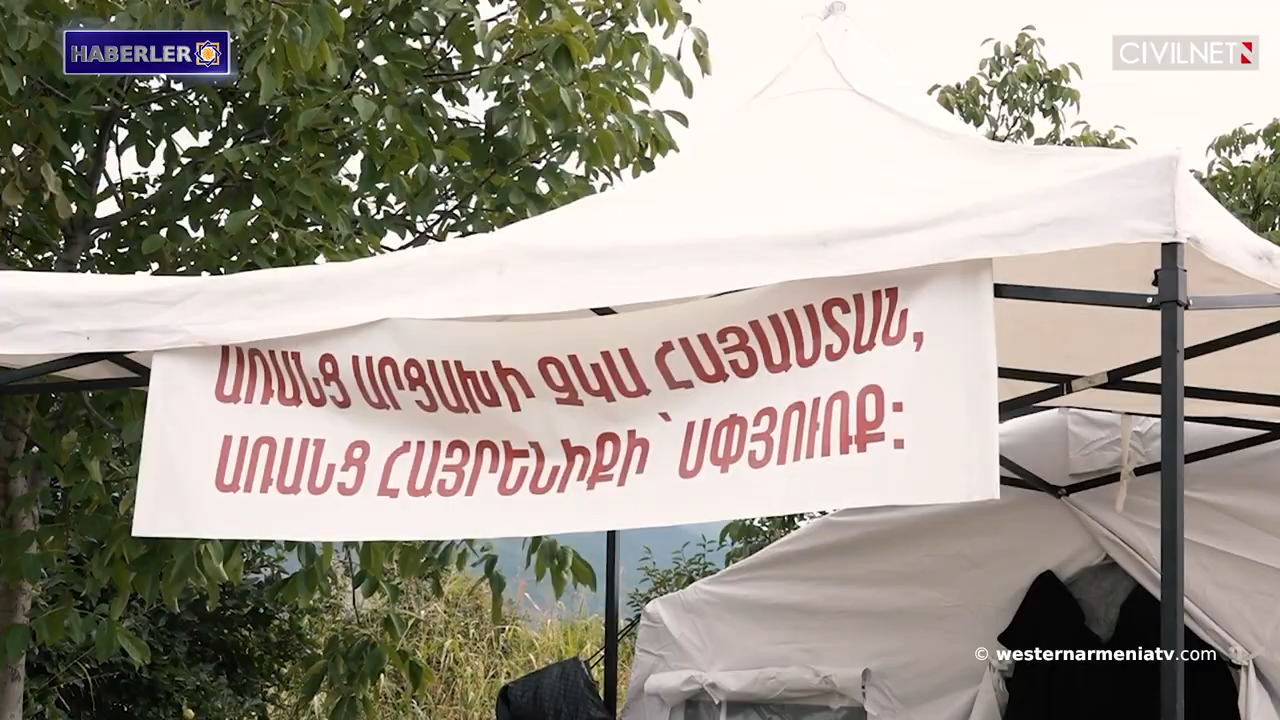 HABERLER
CIVILNET
ԱՌԱՆՑ ԱՐՑԱԽԻ ՉԿԱ ՀԱՅԱՍՏԱՆ,
ԱՌԱՆՑ ՀԱՅՐԵՆԻՔԻ՝ ՍՓՅՈՒՌՔ:
© westernarmeniatv.com